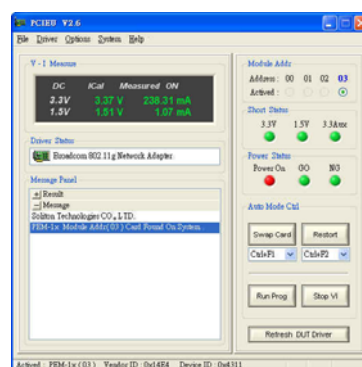 PCIEU V2.6
File Driver Options System Help
V - I Measure
DC ICal Measured ON
3.3V 3.37 V 238.31 mA
1.5V 1.51 V 1.07 mA
Driver Status
Broadcom 802.11g Network Adapter
Message Panel
Result
Message
Soliton Technologies CO., LTD.
PEM-1x Module Addr( 03 ) Card Found On System.
Module Addr
Address : 00 01 02 03
Actived :
Short Status
3.3V 1.5V 3.3Aux
Power Status
Power On GO NG
Auto Mode Ctrl
Swap Card Restort
Ctrl+F1 Ctrl+F2
Run Prog Stop VI
Refresh DUT Driver
Actived : PEM-1x ( 03 ) Vendor ID : 0x14E4 Device ID : 0x4311